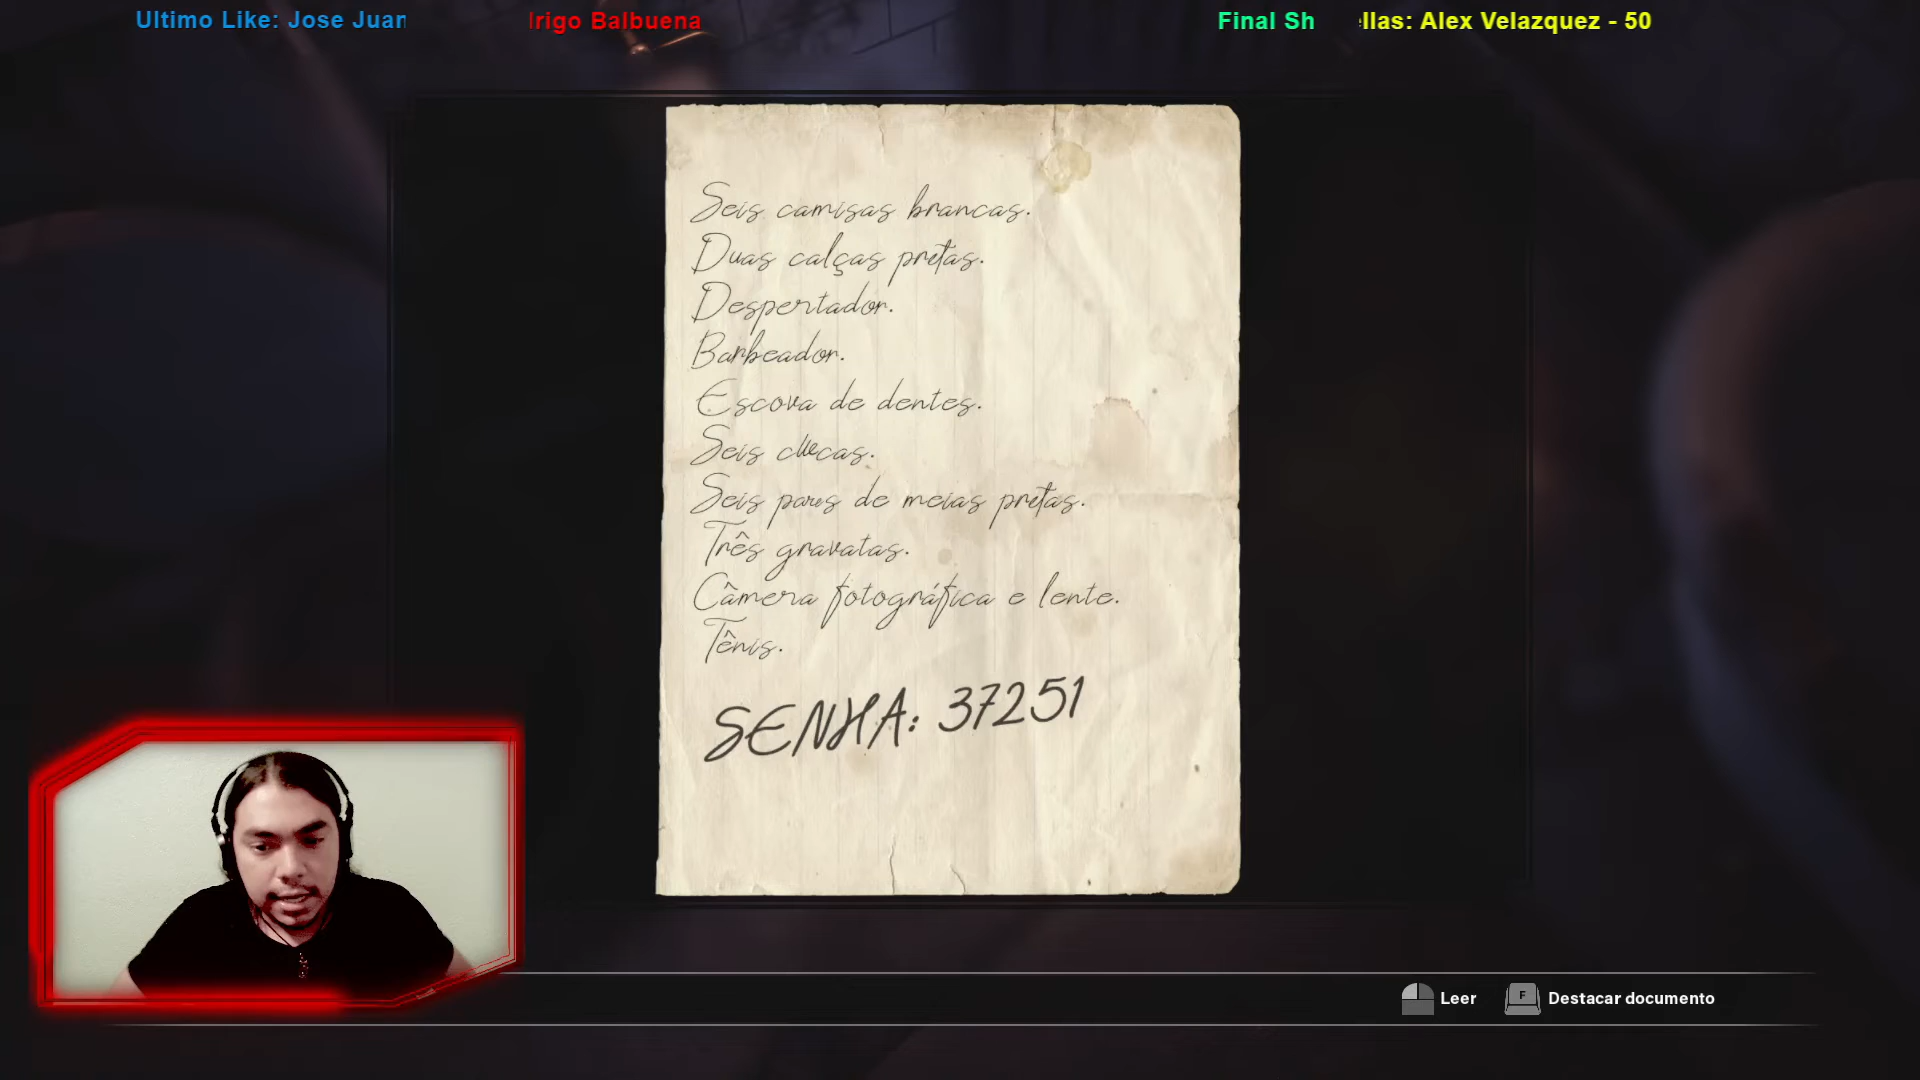 Ultimo Like: Jose Juan
Irigo Balbuena
Final Sh
llas: Alex Velazquez - 50
Seis camisas brancas.
Duas calças pretas.
Despertador.
Barbeador.
Escova de dentes.
Seis cuecas.
Seis pares de meias pretas.
Três gravatas.
Câmera fotográfica e lente.
Tênis.
SENHA: 37251
F
Leer
Destacar documento